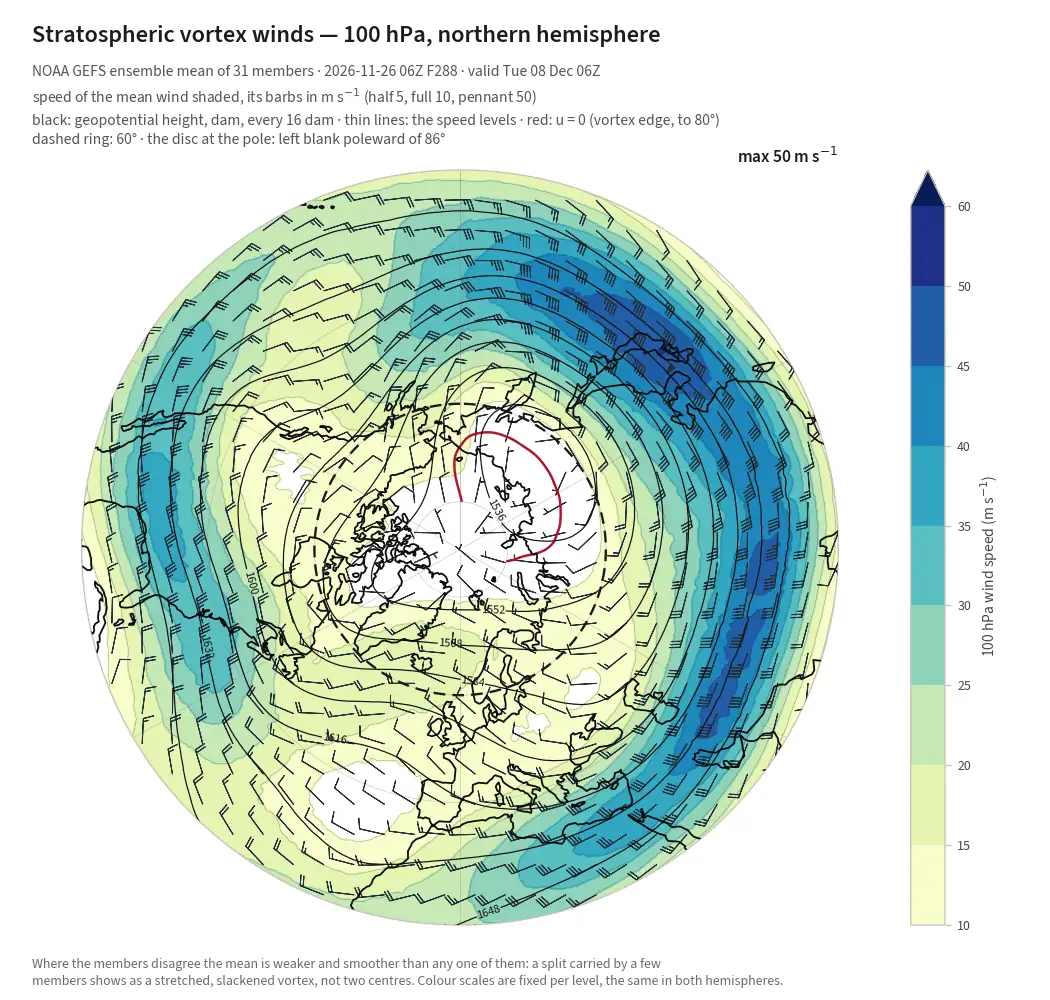 Stratospheric vortex winds — 100 hPa, northern hemisphere
NOAA GEFS ensemble mean of 31 members · 2026-11-26 06Z F288 · valid Tue 08 Dec 06Z
speed of the mean wind shaded, its barbs in m s⁻¹ (half 5, full 10, pennant 50)
black: geopotential height, dam, every 16 dam · thin lines: the speed levels · red: u = 0 (vortex edge, to 80°)
dashed ring: 60° · the disc at the pole: left blank poleward of 86°
max 50 m s⁻¹
60
50
45
40
35
30
25
20
15
10
100 hPa wind speed (m s⁻¹)
1536
1600
1552
1632
1568
1584
1616
1648
Where the members disagree the mean is weaker and smoother than any one of them: a split carried by a few
members shows as a stretched, slackened vortex, not two centres. Colour scales are fixed per level, the same in both hemispheres.